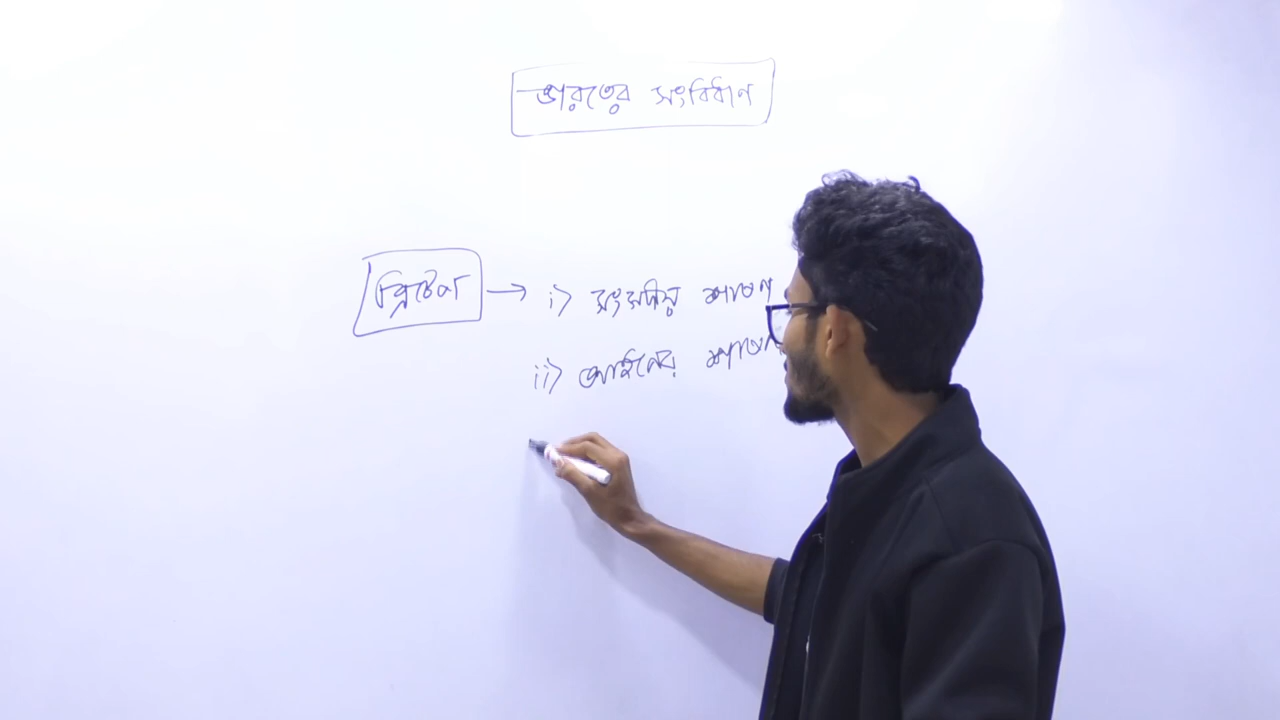 ভারতের সংবিধান
ব্রিটেন → i) সংসদীয় শাসন
ii) আইনের শাসন